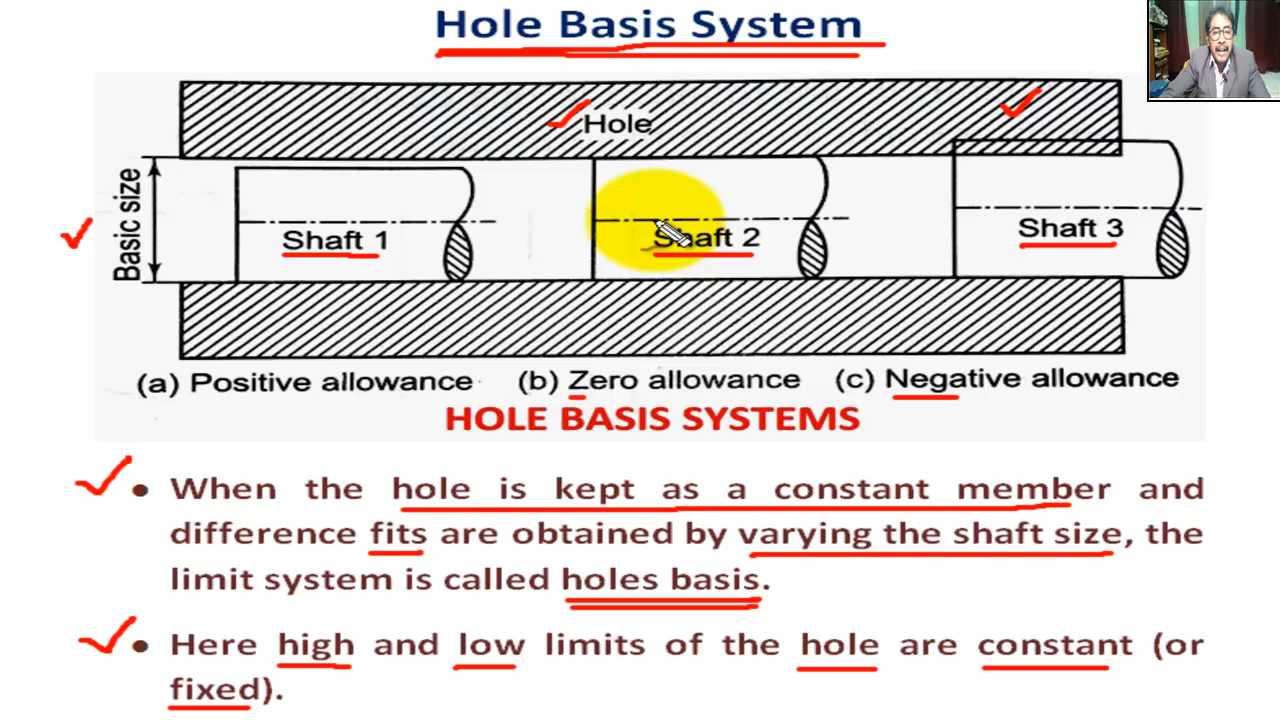 Hole Basis System
Hole
Basic size
Shaft 1
Shaft 2
Shaft 3
(a) Positive allowance
(b) Zero allowance
(c) Negative allowance
HOLE BASIS SYSTEMS
• When the hole is kept as a constant member and
difference fits are obtained by varying the shaft size, the
limit system is called holes basis.
• Here high and low limits of the hole are constant (or
fixed).